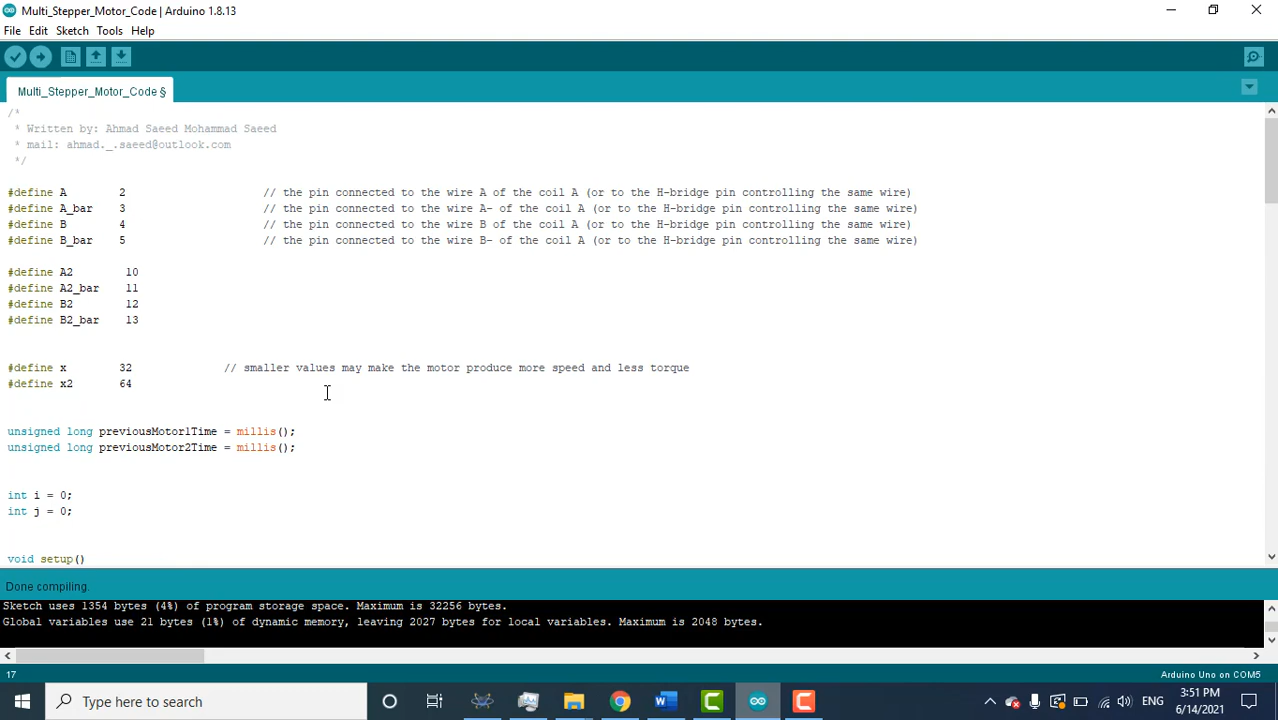 Multi_Stepper_Motor_Code | Arduino 1.8.13
File Edit Sketch Tools Help
Multi_Stepper_Motor_Code §
/*
* Written by: Ahmad Saeed Mohammad Saeed
* mail: ahmad._.saeed@outlook.com
*/
#define A 2 // the pin connected to the wire A of the coil A (or to the H-bridge pin controlling the same wire)
#define A_bar 3 // the pin connected to the wire A- of the coil A (or to the H-bridge pin controlling the same wire)
#define B 4 // the pin connected to the wire B of the coil A (or to the H-bridge pin controlling the same wire)
#define B_bar 5 // the pin connected to the wire B- of the coil A (or to the H-bridge pin controlling the same wire)
#define A2 10
#define A2_bar 11
#define B2 12
#define B2_bar 13
#define x 32 // smaller values may make the motor produce more speed and less torque
#define x2 64
unsigned long previousMotor1Time = millis();
unsigned long previousMotor2Time = millis();
int i = 0;
int j = 0;
void setup()
Done compiling.
Sketch uses 1354 bytes (4%) of program storage space. Maximum is 32256 bytes.
Global variables use 21 bytes (1%) of dynamic memory, leaving 2027 bytes for local variables. Maximum is 2048 bytes.
17 Arduino Uno on COM5
Type here to search
ENG
3:51 PM
6/14/2021